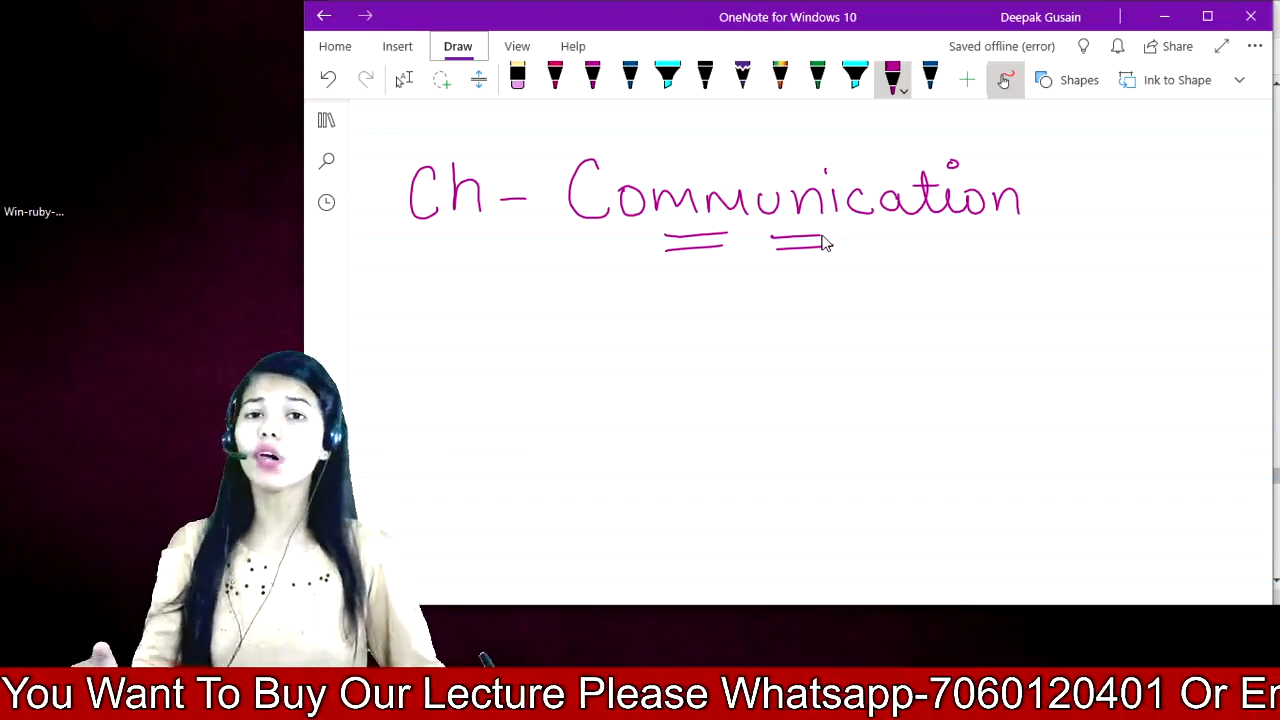 OneNote for Windows 10
Deepak Gusain
Home
Insert
Draw
View
Help
Saved offline (error)
Share
Shapes
Ink to Shape
Ch - Communication
Win-ruby-...
You Want To Buy Our Lecture Please Whatsapp-7060120401 Or Er